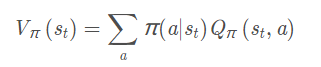 V_π (s_t) = ∑_a π(a|s_t) Q_π (s_t, a)